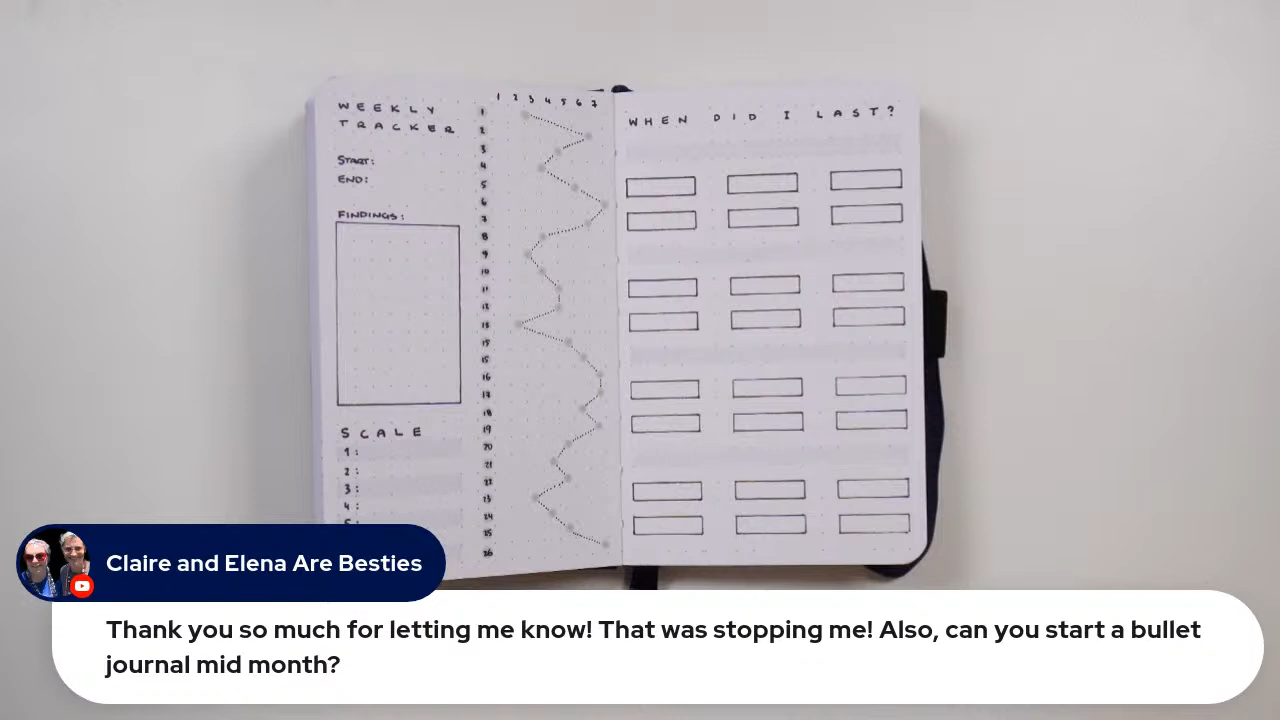 WEEKLY
TRACKER
START:
END:
FINDINGS:
SCALE
1:
2:
3:
4:
5:
1 2 3 4 5 6 7
1
2
3
4
5
6
7
8
9
10
11
12
13
15
15
16
17
18
19
20
21
22
23
24
25
26
WHEN DID I LAST?
Claire and Elena Are Besties
Thank you so much for letting me know! That was stopping me! Also, can you start a bullet
journal mid month?